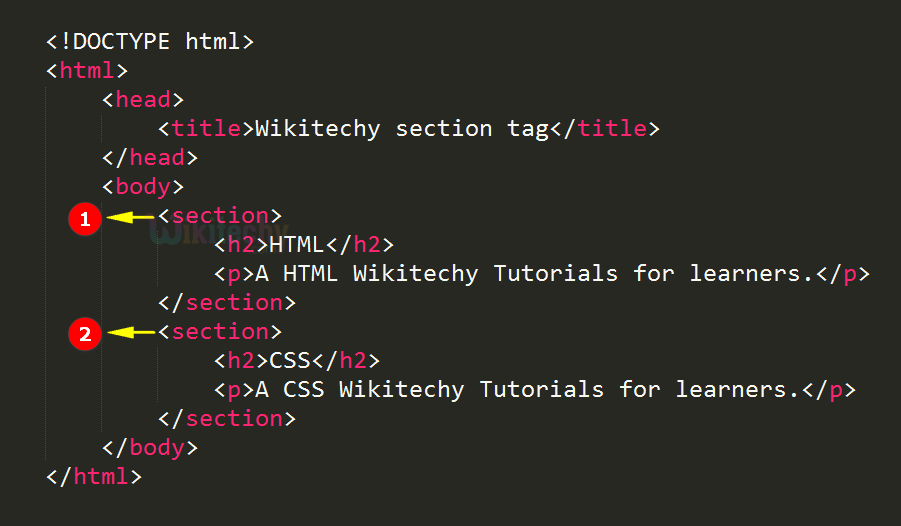 <!DOCTYPE html>
<html>
<head>
<title>Wikitechy section tag</title>
</head>
<body>
1 <section>
Wikitechy
<h2>HTML</h2>
<p>A HTML Wikitechy Tutorials for learners.</p>
</section>
2 <section>
<h2>CSS</h2>
<p>A CSS Wikitechy Tutorials for learners.</p>
</section>
</body>
</html>